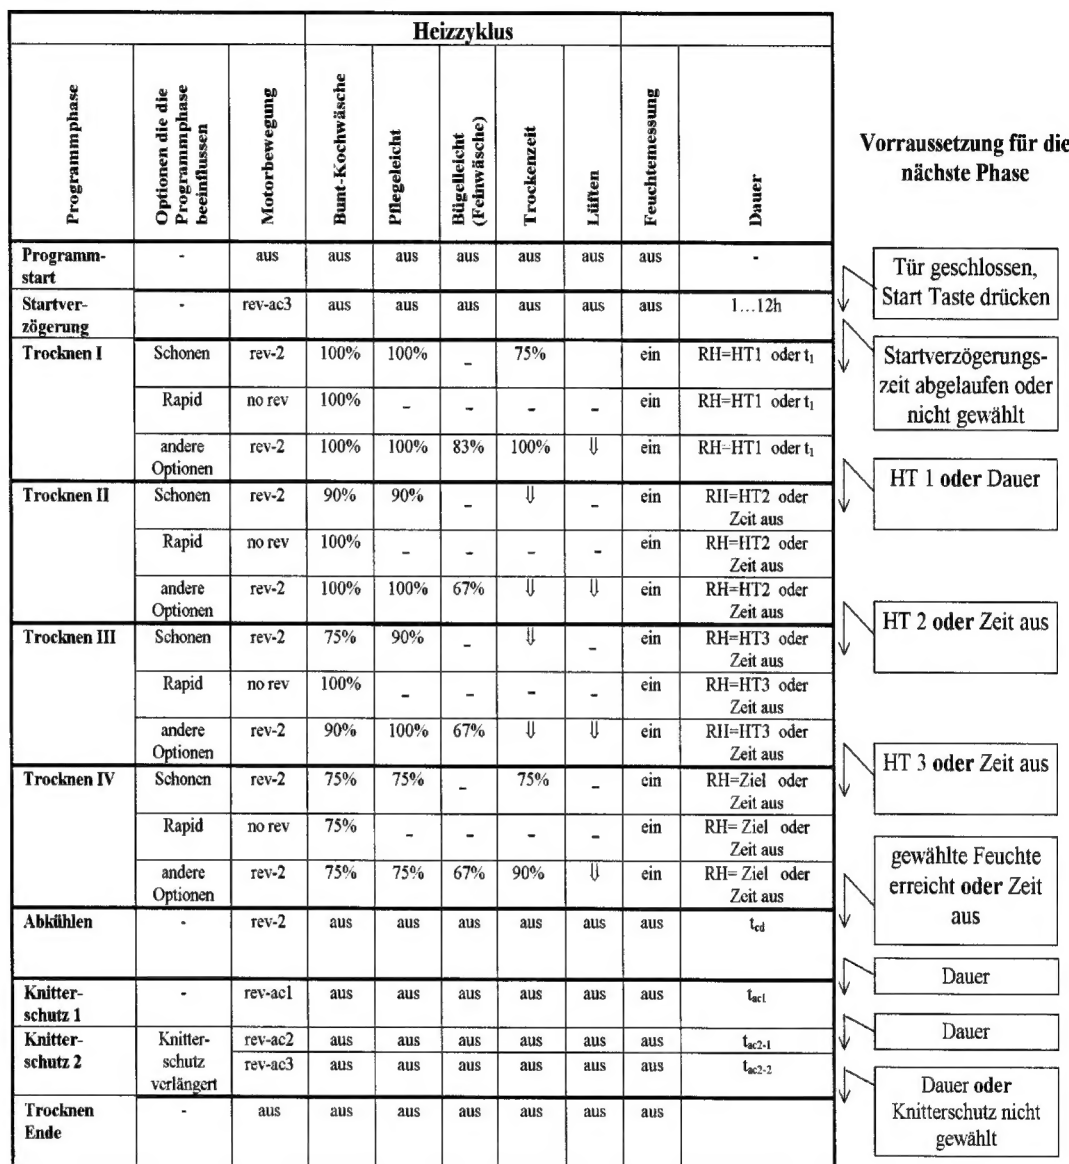 Heizzyklus
Programmphase
Optionen die die
Programmphase
beeinflussen
Motorbewegung
Bunt-Kochwäsche
Pflegeleicht
Bügelleicht
(Feinwäsche)
Trockenzeit
Lüften
Feuchtemessung
Dauer
Vorraussetzung für die
nächste Phase
Programm-
start
- aus aus aus aus aus aus aus -
Tür geschlossen,
Start Taste drücken
Startver-
zögerung
- rev-ac3 aus aus aus aus aus aus 1…12h
Startverzögerungs-
zeit abgelaufen oder
nicht gewählt
Trocknen I Schonen rev-2 100% 100% – 75% ein RH=HT1 oder t₁
Rapid no rev 100% – – – – ein RH=HT1 oder t₁
andere
Optionen
rev-2 100% 100% 83% 100% ⇓ ein RH=HT1 oder t₁
HT 1 oder Dauer
Trocknen II Schonen rev-2 90% 90% – ⇓ – ein RH=HT2 oder
Zeit aus
Rapid no rev 100% – – – – ein RH=HT2 oder
Zeit aus
andere
Optionen
rev-2 100% 100% 67% ⇓ ⇓ ein RH=HT2 oder
Zeit aus
HT 2 oder Zeit aus
Trocknen III Schonen rev-2 75% 90% – ⇓ – ein RH=HT3 oder
Zeit aus
Rapid no rev 100% – – – – ein RH=HT3 oder
Zeit aus
andere
Optionen
rev-2 90% 100% 67% ⇓ ⇓ ein RH=HT3 oder
Zeit aus
HT 3 oder Zeit aus
Trocknen IV Schonen rev-2 75% 75% – 75% – ein RH=Ziel oder
Zeit aus
Rapid no rev 75% – – – – ein RH= Ziel oder
Zeit aus
andere
Optionen
rev-2 75% 75% 67% 90% ⇓ ein RH= Ziel oder
Zeit aus
gewählte Feuchte
erreicht oder Zeit
aus
Abkühlen - rev-2 aus aus aus aus aus aus t_cd
Dauer
Knitter-
schutz 1
- rev-ac1 aus aus aus aus aus aus t_ac1
Dauer
Knitter-
schutz 2
Knitter-
schutz
verlängert
rev-ac2 aus aus aus aus aus aus t_ac2-1
rev-ac3 aus aus aus aus aus aus t_ac2-2
Dauer oder
Knitterschutz nicht
gewählt
Trocknen
Ende
- aus aus aus aus aus aus aus